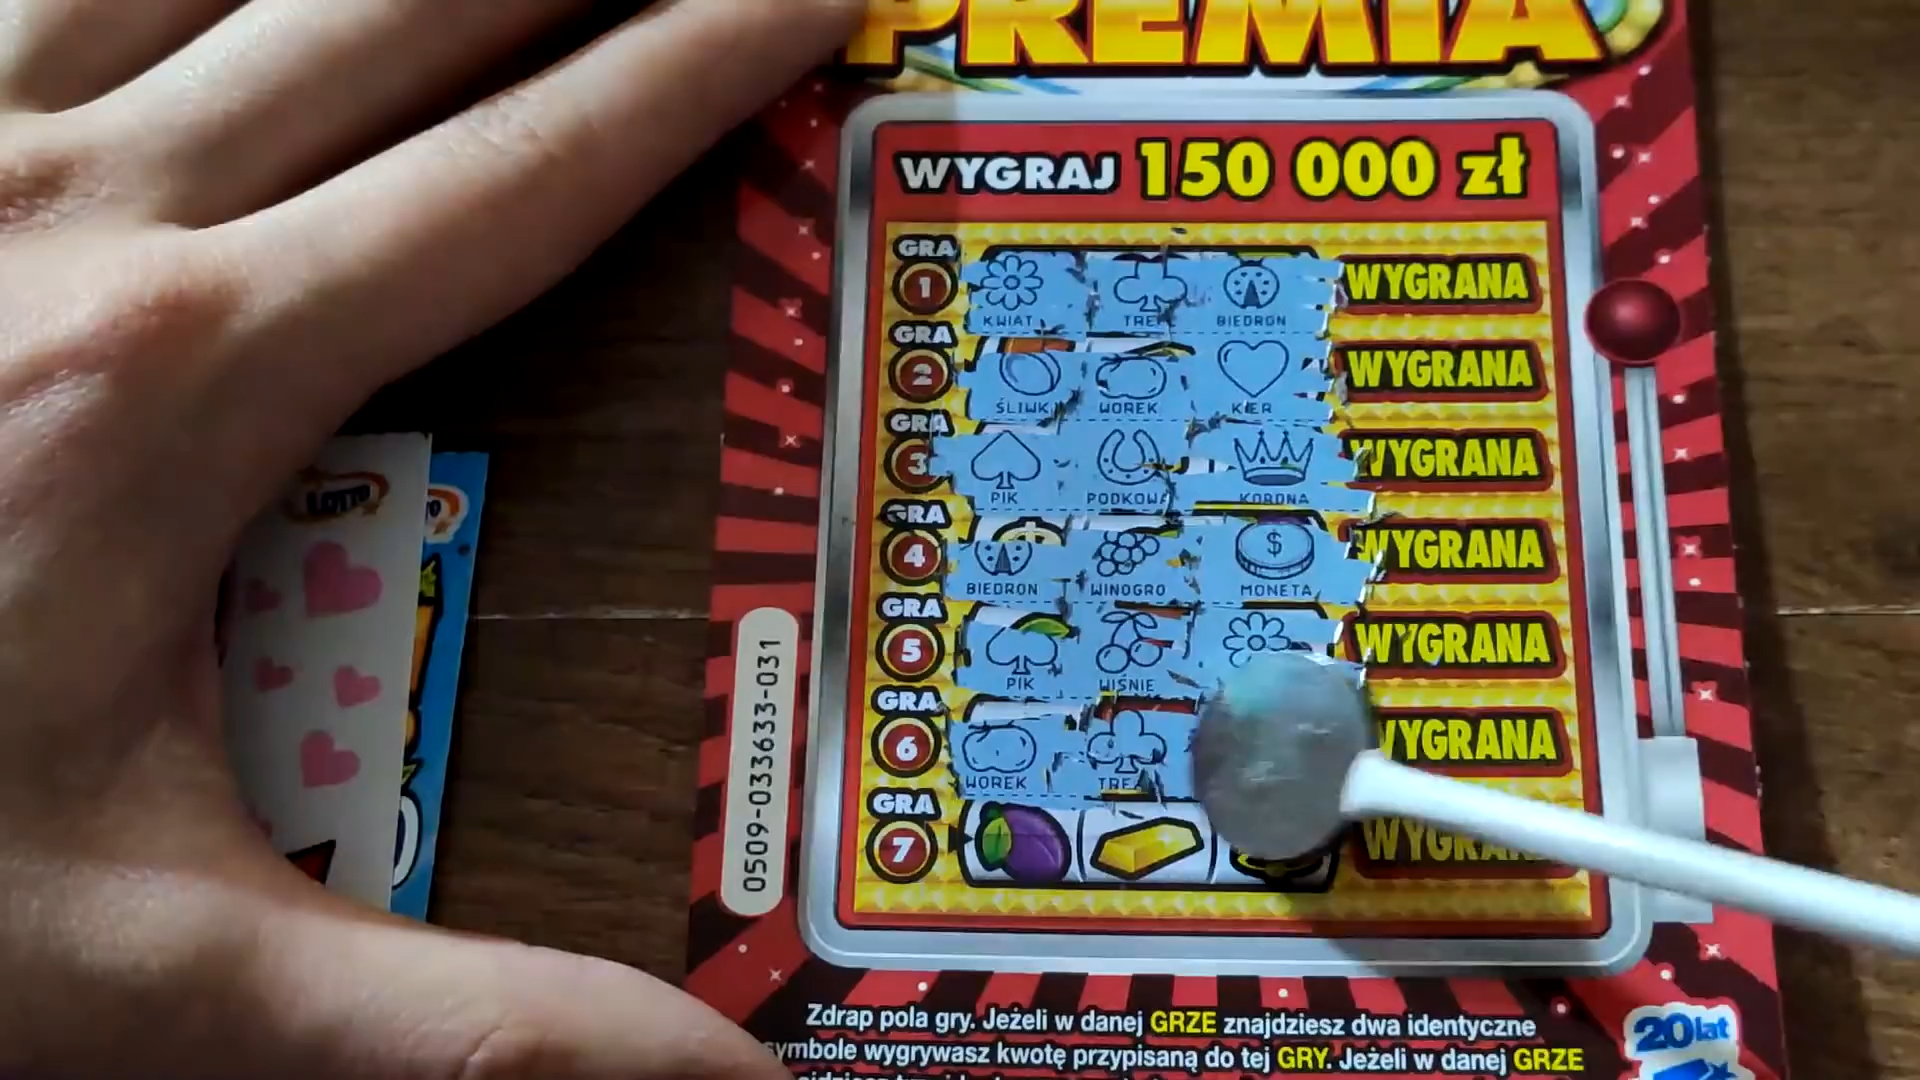 PREMIA
WYGRAJ 150 000 zł
GRA 1 KWIAT BIEDRON WYGRANA
GRA 2 WOREK KIER WYGRANA
GRA 3 PIK PODKOWA KORONA WYGRANA
GRA 4 BIEDRON WINOGRO MONETA WYGRANA
GRA 5 PIK WIŚNIE WYGRANA
GRA 6 WOREK WYGRANA
GRA 7 WYGRANA
0509-033633-031
LOTTO
Zdrap pola gry. Jeżeli w danej GRZE znajdziesz dwa identyczne
symbole wygrywasz kwotę przypisaną do tej GRY. Jeżeli w danej GRZE
20 lat